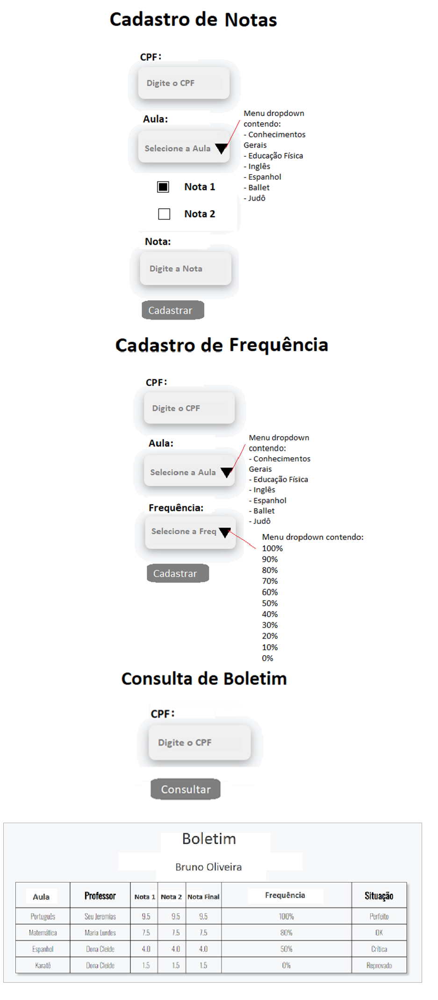 Cadastro de Notas
CPF:
Digite o CPF
Aula:
Selecione a Aula
Menu dropdown
contendo:
- Conhecimentos
Gerais
- Educação Física
- Inglês
- Espanhol
- Ballet
- Judô
Nota 1
Nota 2
Nota:
Digite a Nota
Cadastrar
Cadastro de Frequência
CPF:
Digite o CPF
Aula:
Selecione a Aula
Menu dropdown
contendo:
- Conhecimentos
Gerais
- Educação Física
- Inglês
- Espanhol
- Ballet
- Judô
Frequência:
Selecione a Freq
Menu dropdown contendo:
100%
90%
80%
70%
60%
50%
40%
30%
20%
10%
0%
Cadastrar
Consulta de Boletim
CPF:
Digite o CPF
Consultar
Boletim
Bruno Oliveira
Aula Professor Nota 1 Nota 2 Nota Final Frequência Situação
Português Seu Jeremias 9.5 9.5 9.5 100% Perfeito
Matemática Maria Lurdes 7.5 7.5 7.5 80% OK
Espanhol Dona Cleide 4.0 4.0 4.0 50% Crítica
Karatê Dona Cleide 1.5 1.5 1.5 0% Reprovado